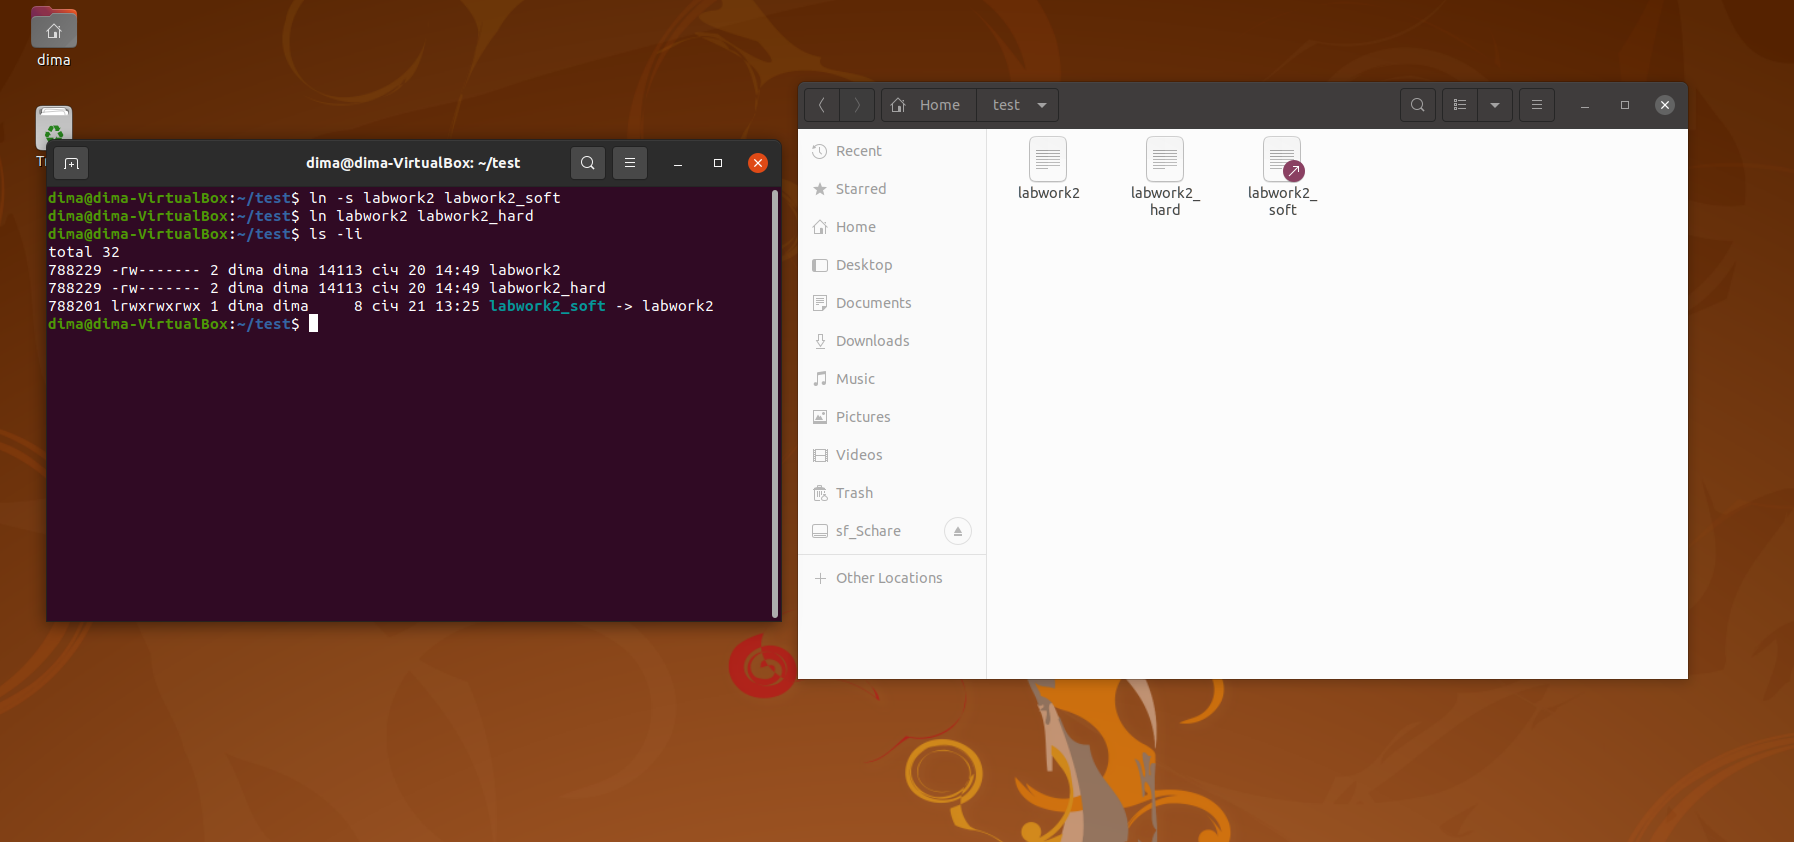 dima
Tr
dima@dima-VirtualBox: ~/test
dima@dima-VirtualBox:~/test$ ln -s labwork2 labwork2_soft
dima@dima-VirtualBox:~/test$ ln labwork2 labwork2_hard
dima@dima-VirtualBox:~/test$ ls -li
total 32
788229 -rw------- 2 dima dima 14113 січ 20 14:49 labwork2
788229 -rw------- 2 dima dima 14113 січ 20 14:49 labwork2_hard
788201 lrwxrwxrwx 1 dima dima     8 січ 21 13:25 labwork2_soft -> labwork2
dima@dima-VirtualBox:~/test$
Home
test
Recent
Starred
Home
Desktop
Documents
Downloads
Music
Pictures
Videos
Trash
sf_Schare
Other Locations
labwork2
labwork2_
hard
labwork2_
soft